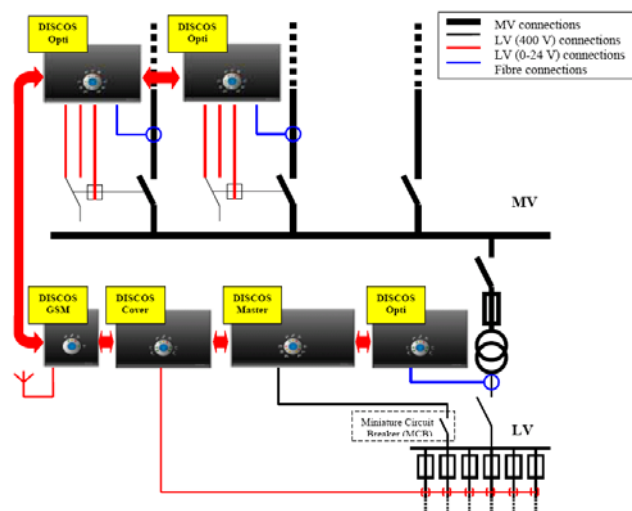 DISCOS
Opti
DISCOS
Opti
MV connections
LV (400 V) connections
LV (0-24 V) connections
Fibre connections
MV
DISCOS
GSM
DISCOS
Cover
DISCOS
Master
DISCOS
Opti
Miniature Circuit
Breaker (MCB)
LV